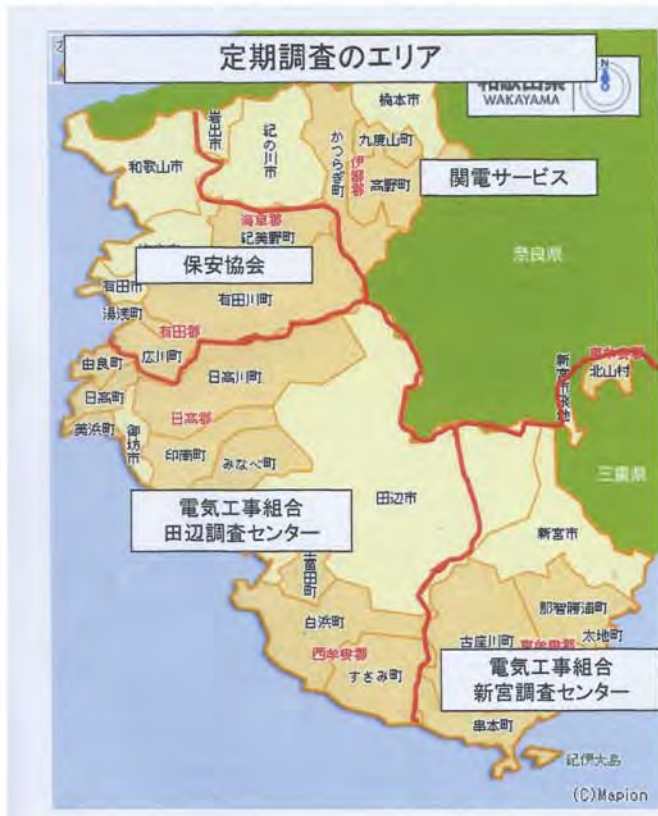 定期調査のエリア
和歌山県
WAKAYAMA
N
橋本市
岩出市
紀の川市
かつらぎ町
九度山町
伊都郡
高野町
和歌山市
関電サービス
海草郡
紀美野町
奈良県
保安協会
有田市
有田川町
湯浅町
有田郡
広川町
由良町
日高川町
新宮市飛地
北山村
日高町
日高郡
美浜町
御坊市
印南町
みなべ町
三重県
田辺市
電気工事組合
田辺調査センター
新宮市
上富田町
那智勝浦町
白浜町
太地町
古座川町
東牟婁郡
西牟婁郡
すさみ町
電気工事組合
新宮調査センター
串本町
紀伊大島
(C)Mapion